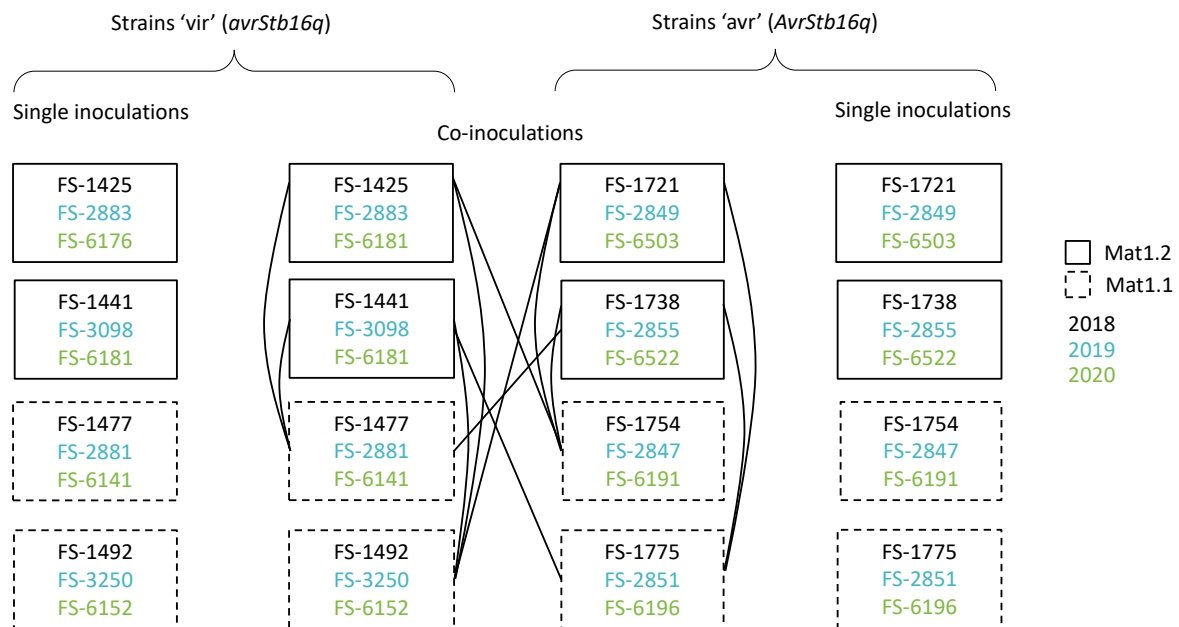 Strains ‘vir’ (avrStb16q)
Strains ‘avr’ (AvrStb16q)
Single inoculations
Co-inoculations
Single inoculations
FS-1425
FS-2883
FS-6176
FS-1441
FS-3098
FS-6181
FS-1477
FS-2881
FS-6141
FS-1492
FS-3250
FS-6152
FS-1425
FS-2883
FS-6181
FS-1441
FS-3098
FS-6181
FS-1477
FS-2881
FS-6141
FS-1492
FS-3250
FS-6152
FS-1721
FS-2849
FS-6503
FS-1738
FS-2855
FS-6522
FS-1754
FS-2847
FS-6191
FS-1775
FS-2851
FS-6196
FS-1721
FS-2849
FS-6503
FS-1738
FS-2855
FS-6522
FS-1754
FS-2847
FS-6191
FS-1775
FS-2851
FS-6196
Mat1.2
Mat1.1
2018
2019
2020